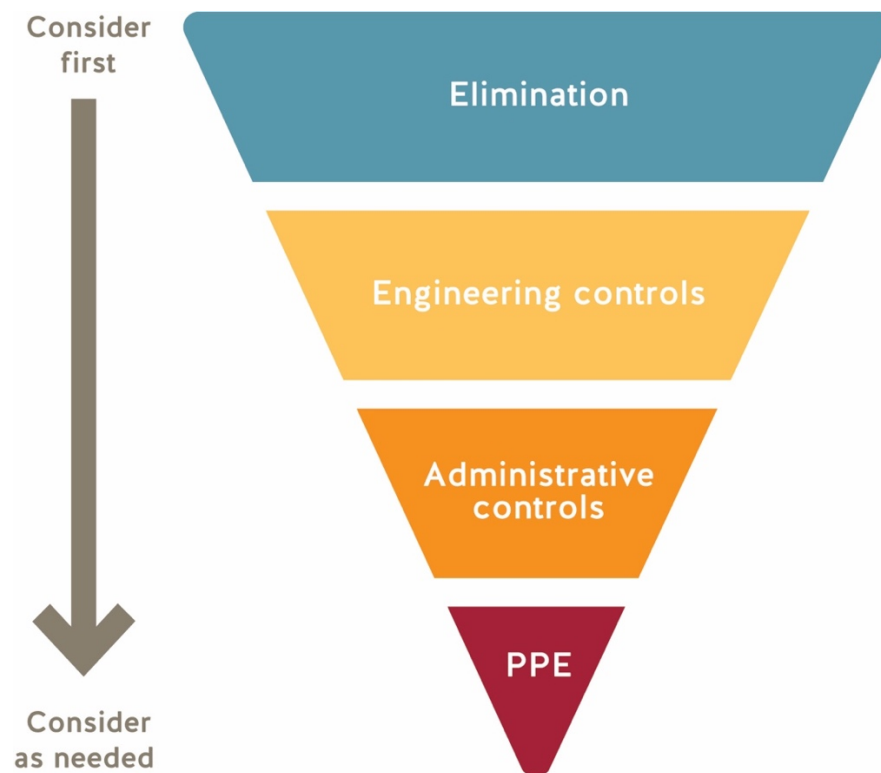 Consider
first
Elimination
Engineering controls
Administrative
controls
PPE
Consider
as needed